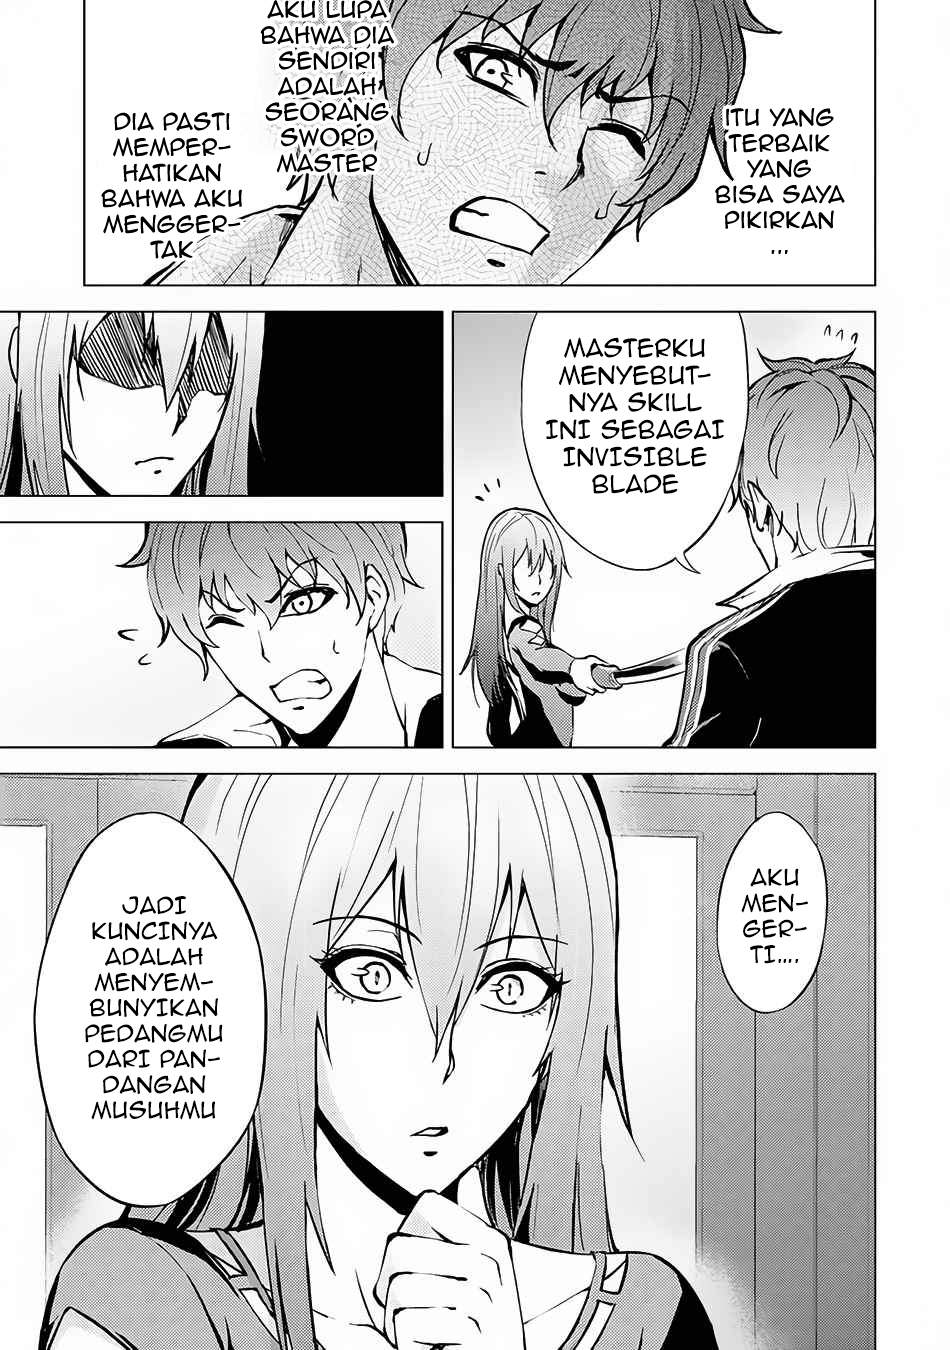 ITU YANG
TERBAIK
YANG
BISA SAYA
PIKIRKAN
...
AKU LUPA
BAHWA DIA
SENDIRI
ADALAH
SEORANG
SWORD
MASTER
DIA PASTI
MEMPER-
HATIKAN
BAHWA AKU
MENGGER-
TAK
MASTERKU
MENYEBUT-
NYA SKILL
INI SEBAGAI
INVISIBLE
BLADE
AKU
MEN-
GER-
TI....
JADI
KUNCINYA
ADALAH
MENYEM-
BUNYIKAN
PEDANGMU
DARI PAN-
DANGAN
MUSUHMU